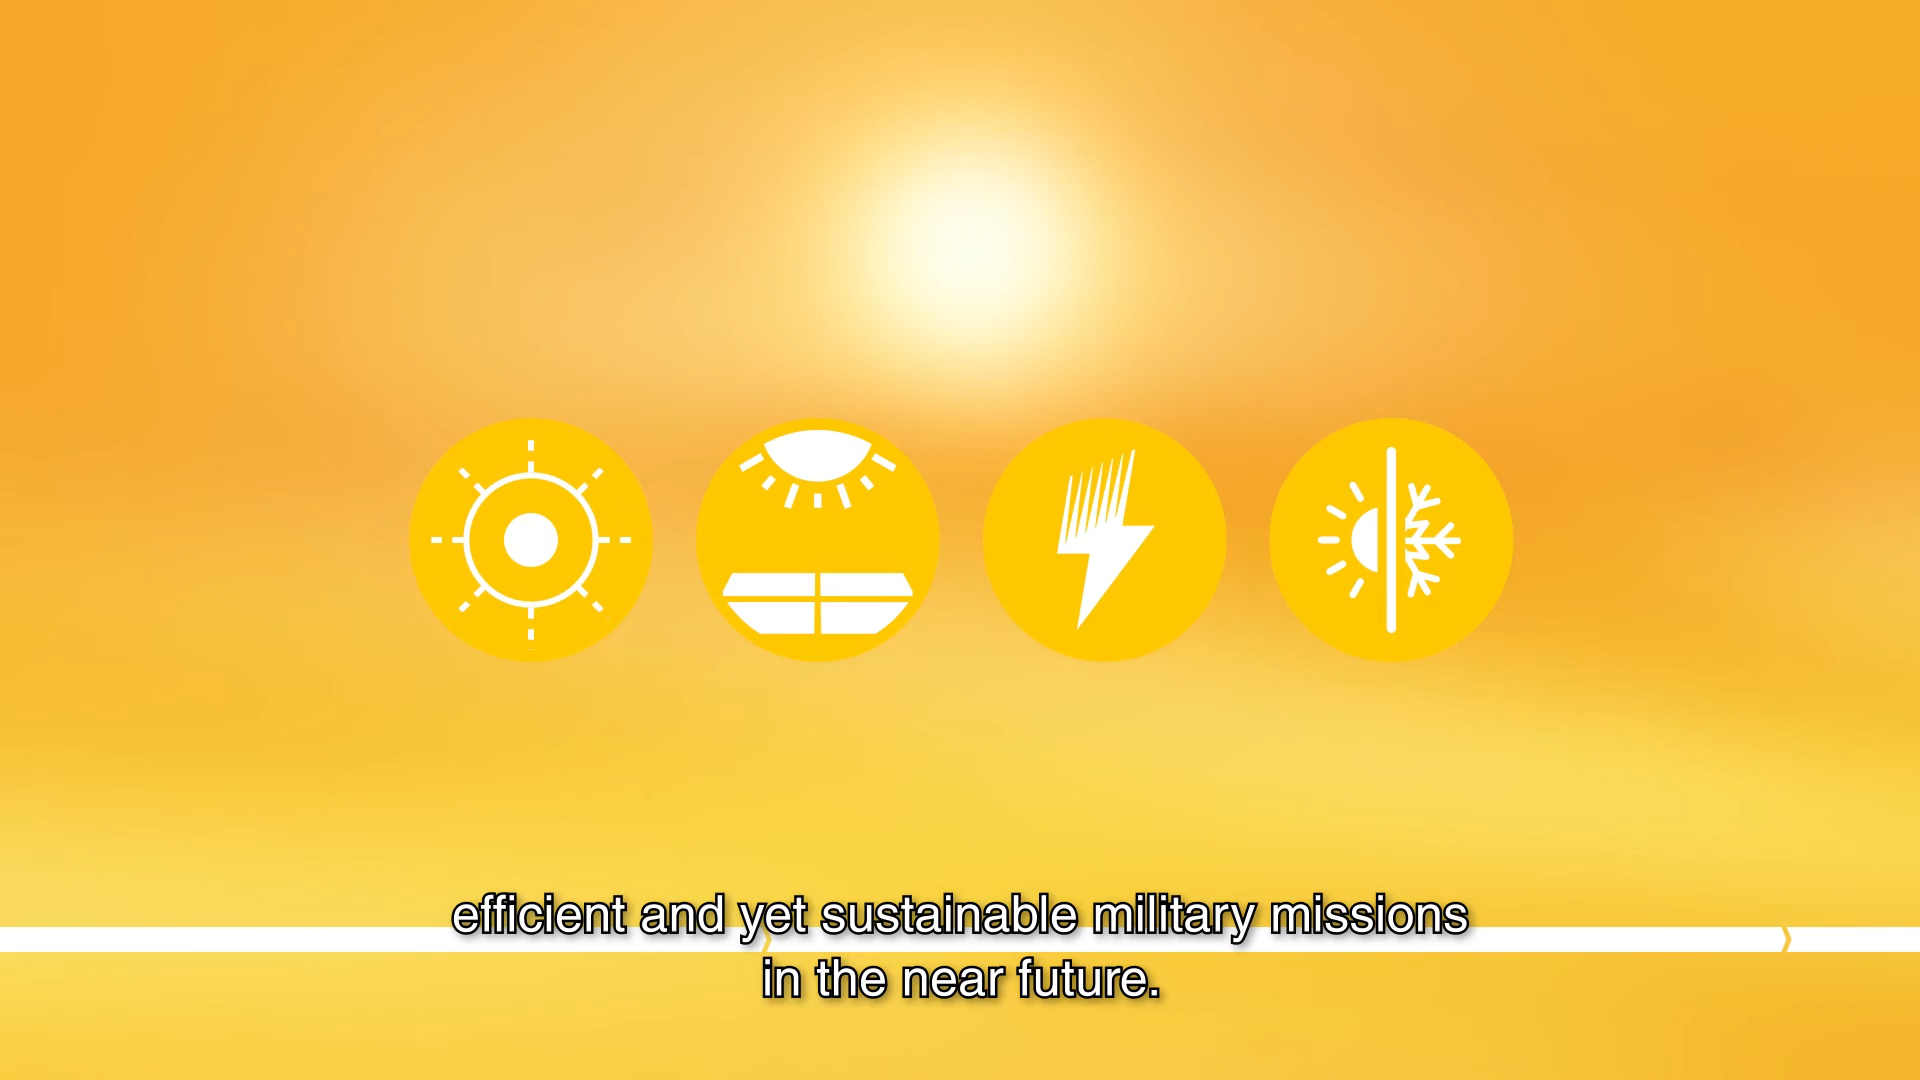 efficient and yet sustainable military missions
in the near future.